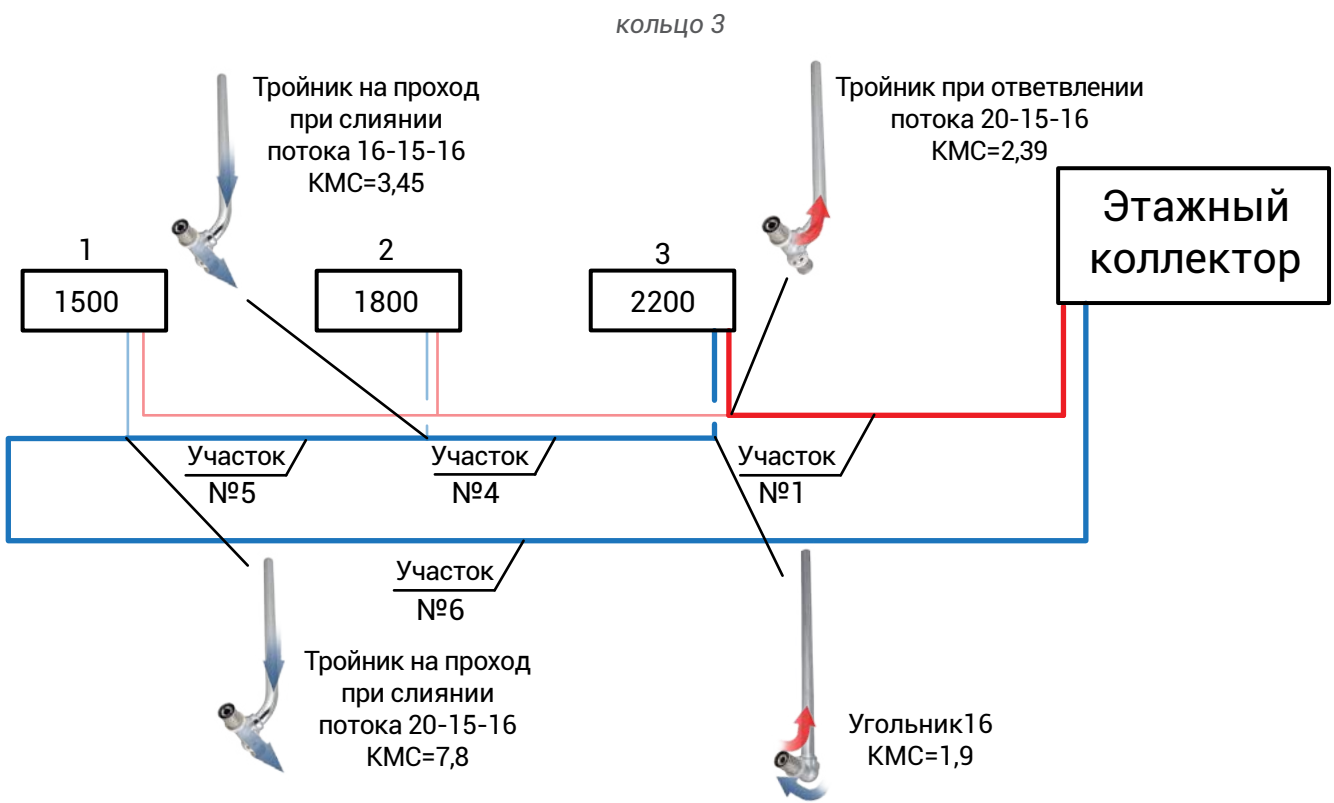 кольцо 3
Тройник на проход
при слиянии
потока 16-15-16
КМС=3,45
Тройник при ответвлении
потока 20-15-16
КМС=2,39
Этажный
коллектор
1
1500
2
1800
3
2200
Участок
№5
Участок
№4
Участок
№1
Участок
№6
Тройник на проход
при слиянии
потока 20-15-16
КМС=7,8
Угольник16
КМС=1,9